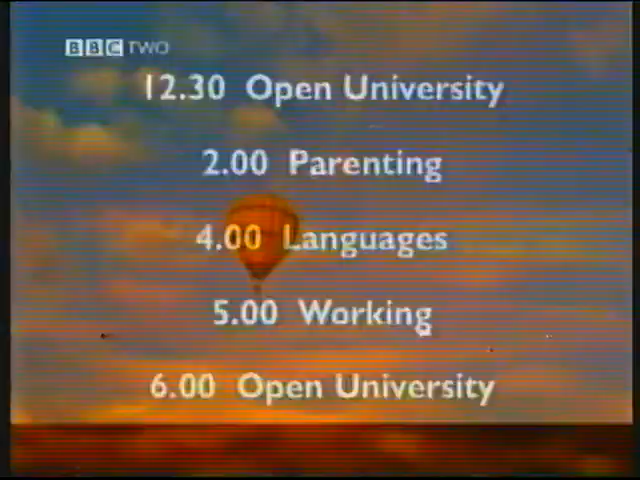 BBC TWO
12.30 Open University
2.00 Parenting
4.00 Languages
5.00 Working
6.00 Open University